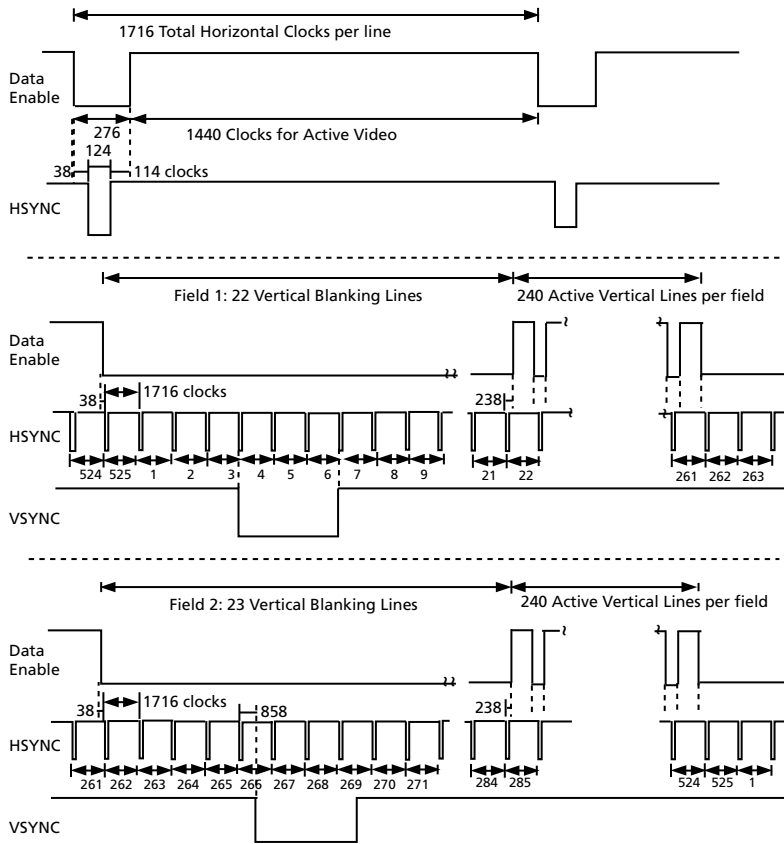 1716 Total Horizontal Clocks per line
Data
Enable
276
1440 Clocks for Active Video
124
38
114 clocks
HSYNC
Field 1: 22 Vertical Blanking Lines
240 Active Vertical Lines per field
Data
Enable
38
1716 clocks
238
HSYNC
524 525 1 2 3 4 5 6 7 8 9 21 22 261 262 263
VSYNC
Field 2: 23 Vertical Blanking Lines
240 Active Vertical Lines per field
Data
Enable
38
1716 clocks
858
238
HSYNC
261 262 263 264 265 266 267 268 269 270 271 284 285 524 525 1
VSYNC